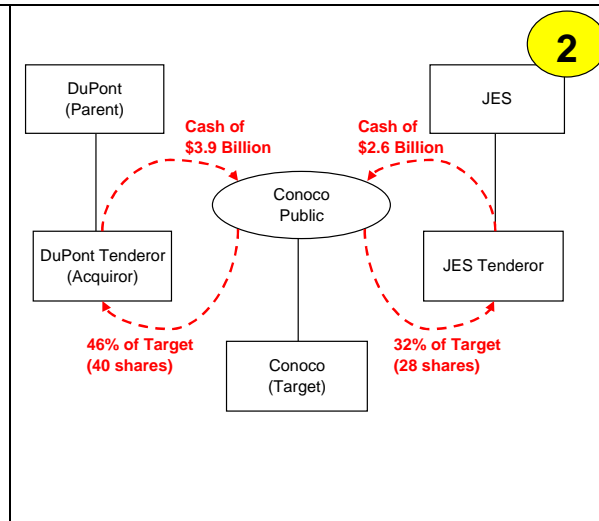 2
DuPont
(Parent)
JES
Cash of
$3.9 Billion
Cash of
$2.6 Billion
Conoco
Public
DuPont Tenderor
(Acquiror)
JES Tenderor
46% of Target
(40 shares)
32% of Target
(28 shares)
Conoco
(Target)